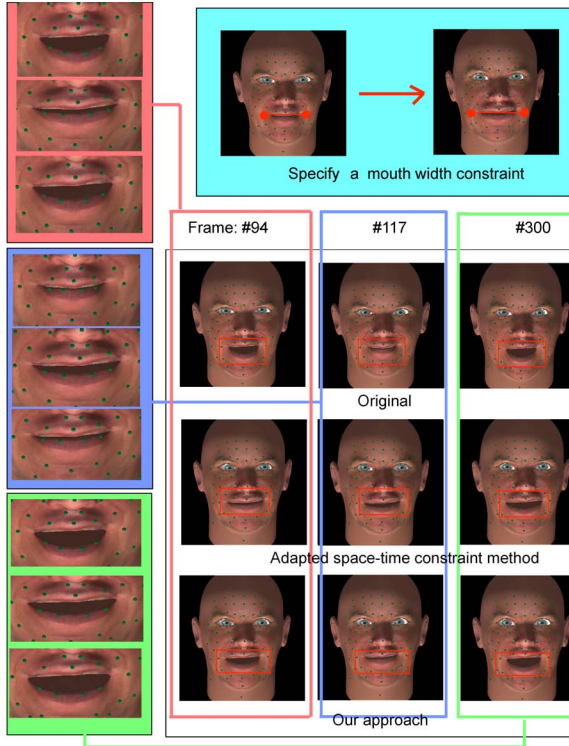 Specify a mouth width constraint
Frame: #94 #117 #300
Original
Adapted space-time constraint method
Our approach